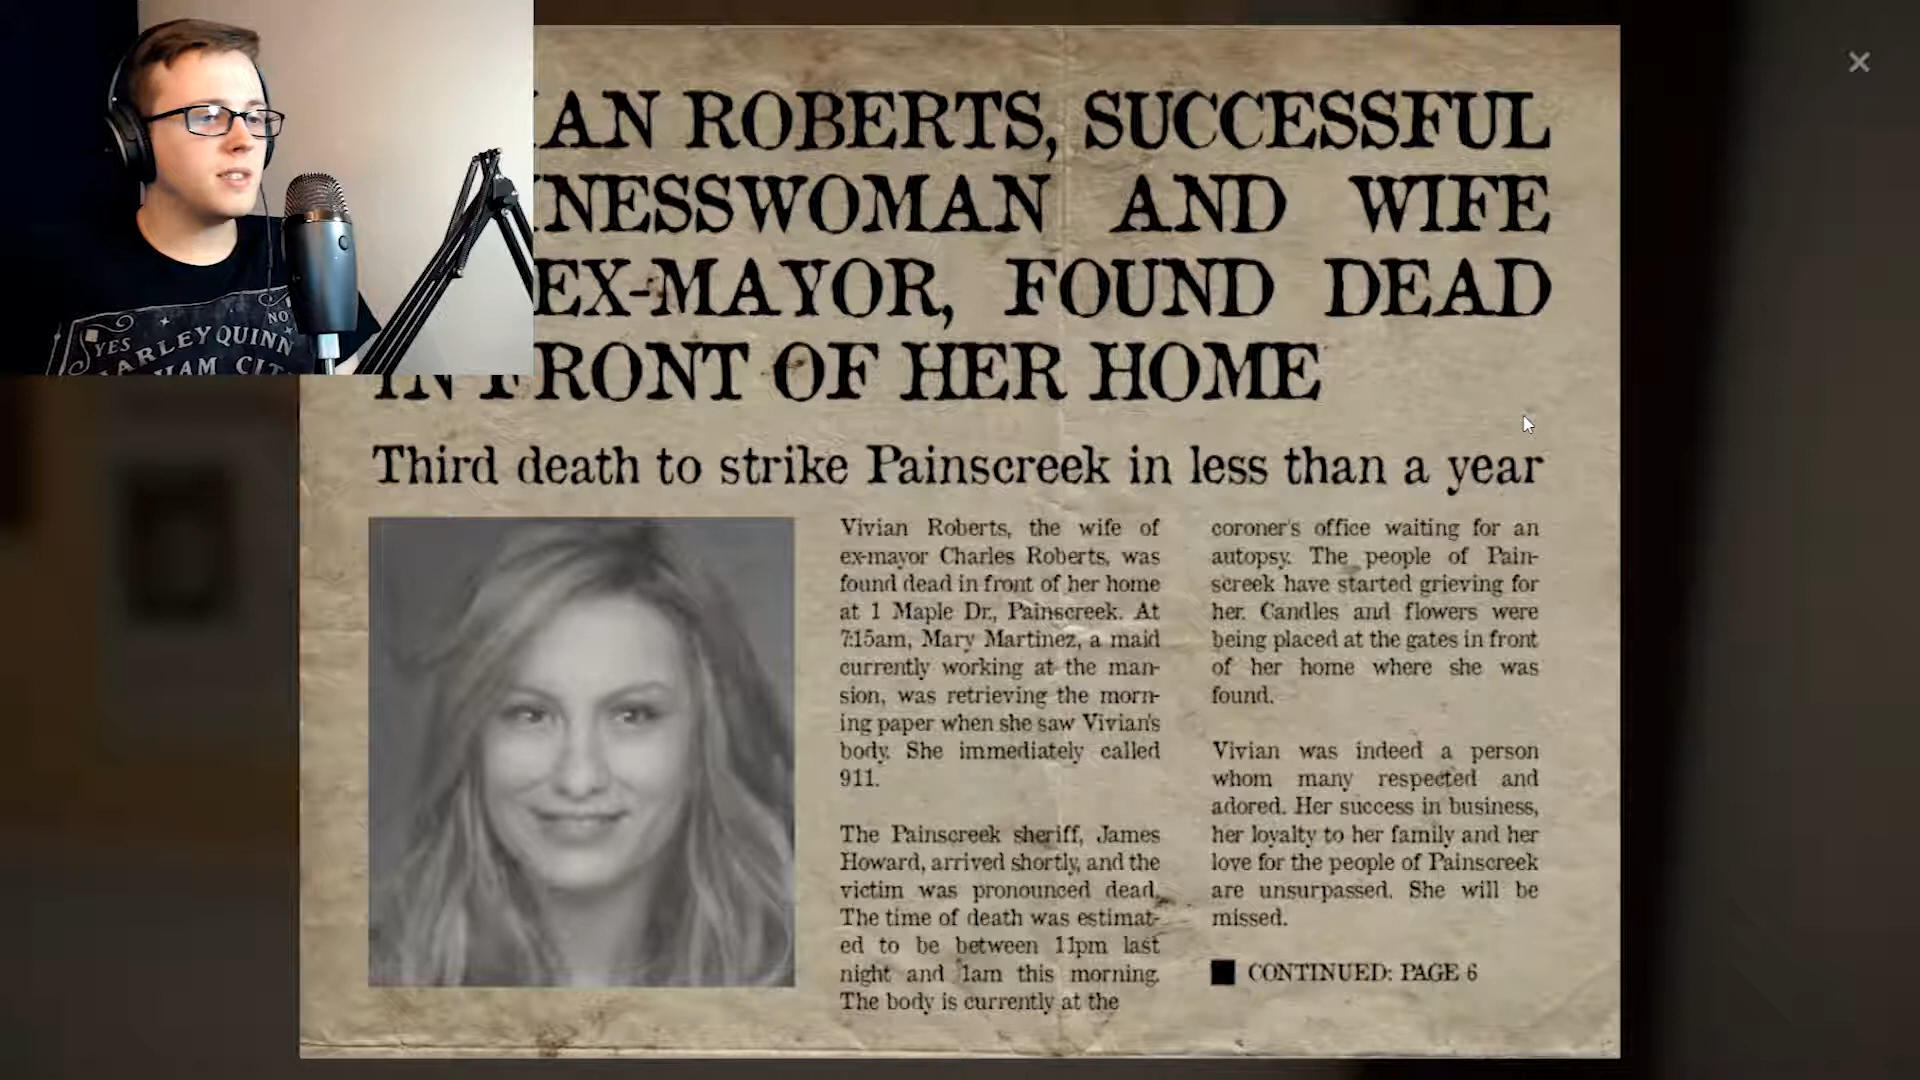 YES
NO
HARLEY QUINN
CIT
AN ROBERTS, SUCCESSFUL
NESSWOMAN AND WIFE
EX-MAYOR, FOUND DEAD
IN FRONT OF HER HOME
Third death to strike Painscreek in less than a year
Vivian Roberts, the wife of
ex-mayor Charles Roberts, was
found dead in front of her home
at 1 Maple Dr., Painscreek. At
7:15am, Mary Martinez, a maid
currently working at the man-
sion, was retrieving the morn-
ing paper when she saw Vivian's
body. She immediately called
911.
The Painscreek sheriff, James
Howard, arrived shortly, and the
victim was pronounced dead.
The time of death was estimat-
ed to be between 11pm last
night and 1am this morning.
The body is currently at the
coroner's office waiting for an
autopsy. The people of Pain-
screek have started grieving for
her. Candles and flowers were
being placed at the gates in front
of her home where she was
found.
Vivian was indeed a person
whom many respected and
adored. Her success in business,
her loyalty to her family and her
love for the people of Painscreek
are unsurpassed. She will be
missed.
CONTINUED: PAGE 6